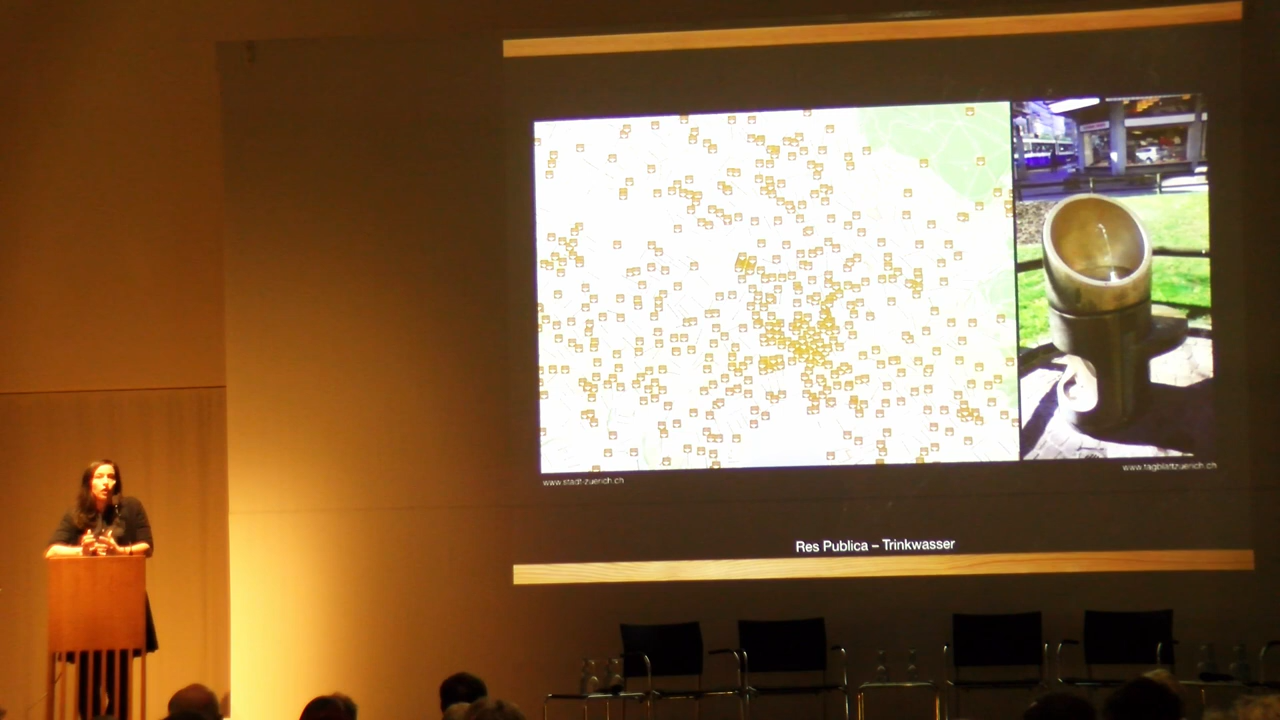 www.stadt-zuerich.ch
www.tagblattzuerich.ch
Res Publica – Trinkwasser